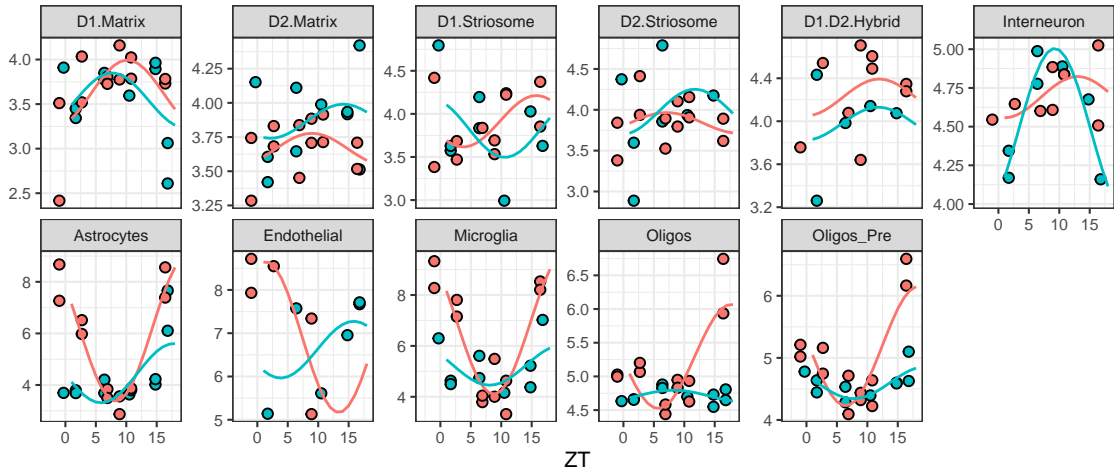 D1.Matrix D2.Matrix D1.Striosome D2.Striosome D1.D2.Hybrid Interneuron
4.0 3.5 3.0 2.5
4.25 4.00 3.75 3.50 3.25
4.5 4.0 3.5 3.0
4.5 4.0 3.5 3.0
4.4 4.0 3.6 3.2
5.00 4.75 4.50 4.25 4.00
0 5 10 15
Astrocytes Endothelial Microglia Oligos Oligos_Pre
8 6 4
9 8 7 6 5
8 6 4
6.5 6.0 5.5 5.0 4.5
6 5 4
0 5 10 15 0 5 10 15 0 5 10 15 0 5 10 15 0 5 10 15
ZT